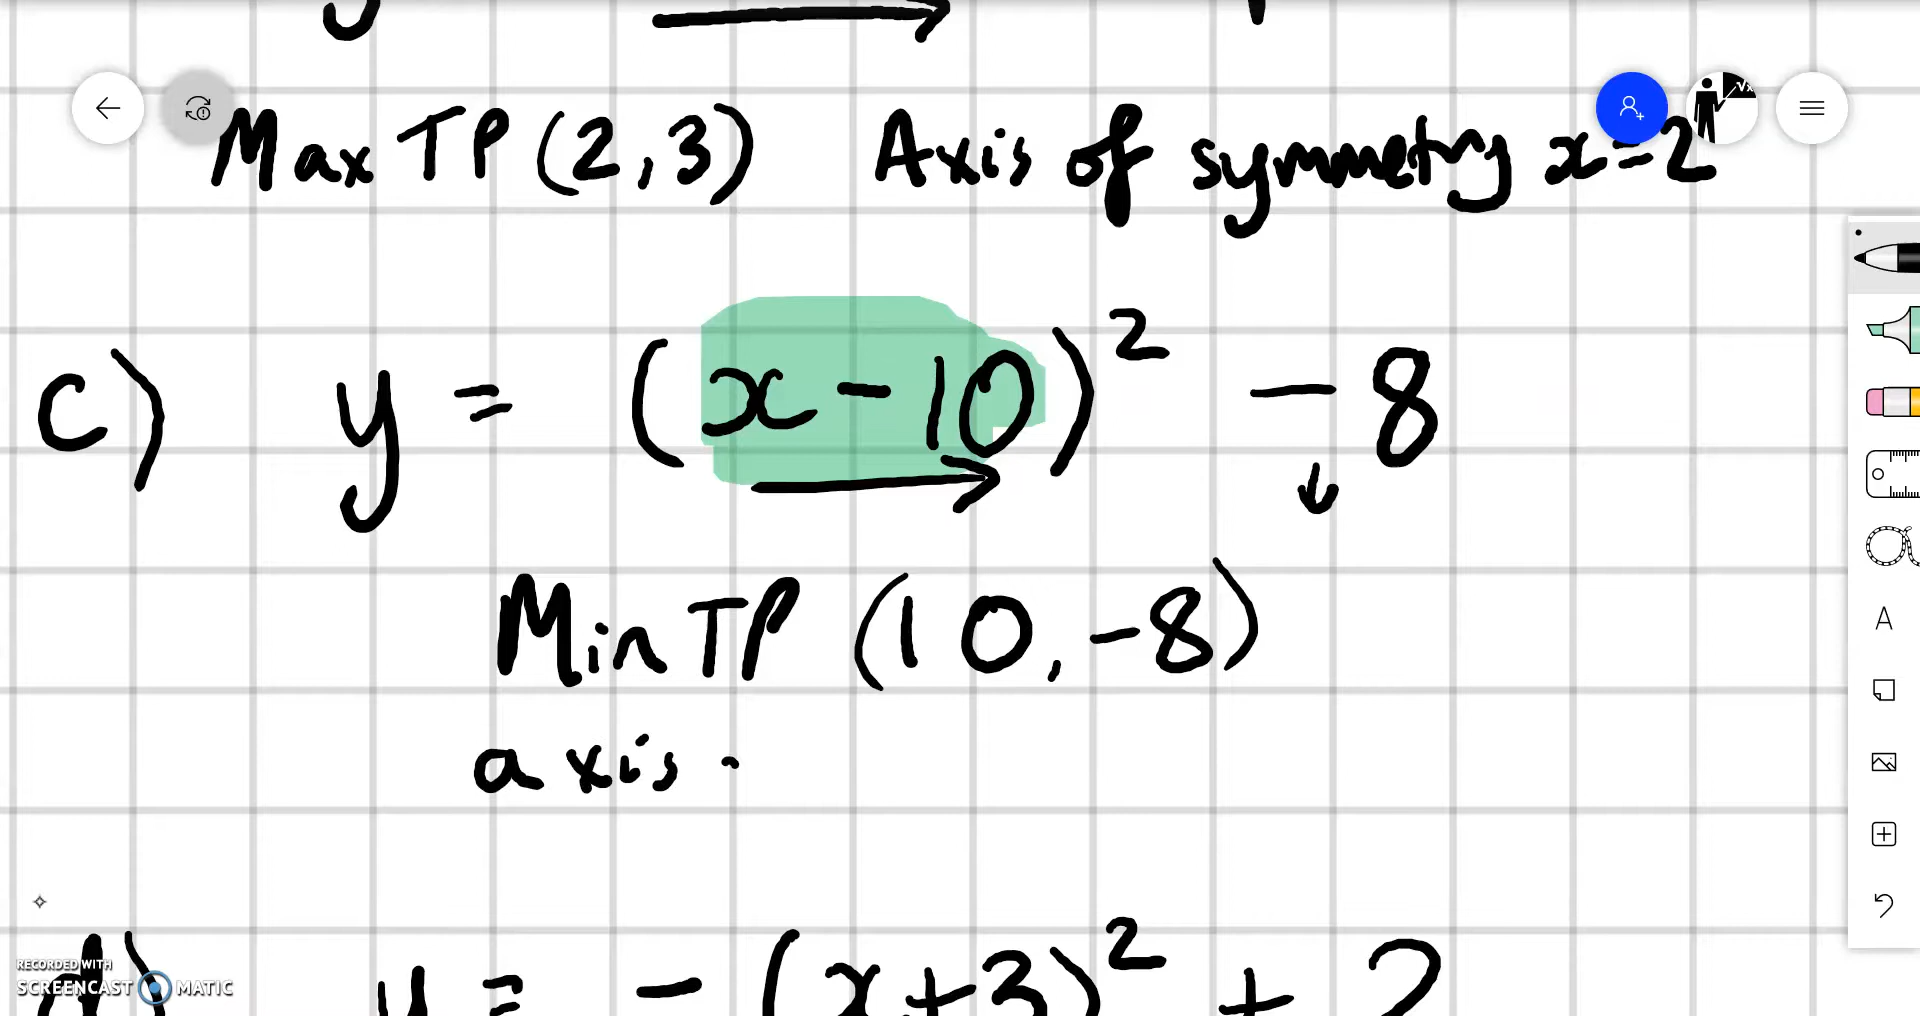 Max TP (2,3) Axis of symmetry x=2
c) y = (x-10)² -8
Min TP (10,-8)
axis
d) y = -(x+3)² + 2
RECORDED WITH
SCREENCAST MATIC
A